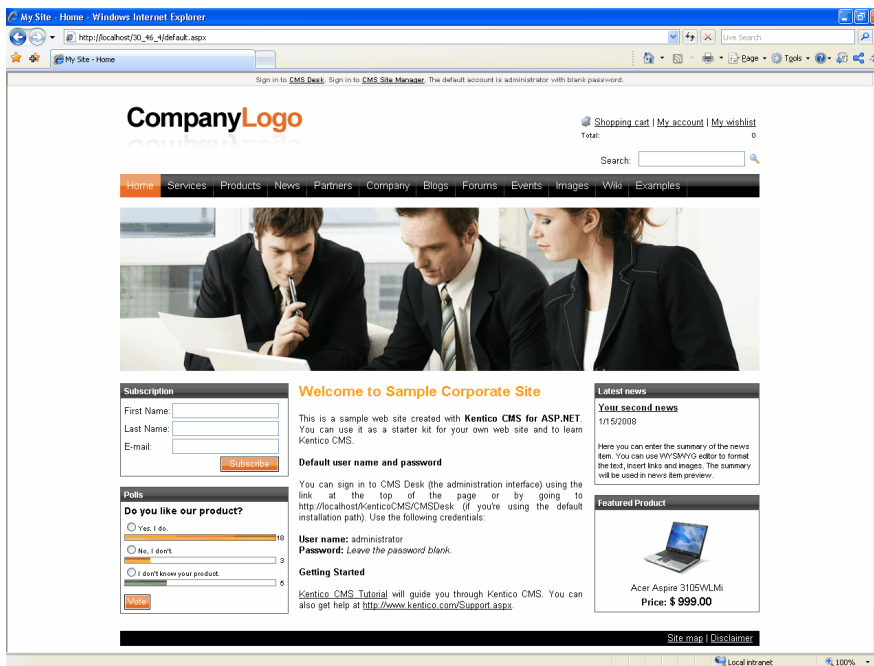 My Site - Home - Windows Internet Explorer
http://localhost/30_46_4/default.aspx
Live Search
My Site - Home
Page
Tools
Sign in to CMS Desk. Sign in to CMS Site Manager. The default account is administrator with blank password.
CompanyLogo
Shopping cart | My account | My wishlist
Total: 0
Search:
Home Services Products News Partners Company Blogs Forums Events Images Wiki Examples
Subscription
First Name:
Last Name:
E-mail:
Subscribe
Polls
Do you like our product?
Yes, I do.
18
No, I don't.
3
I don't know your product.
5
Vote
Welcome to Sample Corporate Site
This is a sample web site created with Kentico CMS for ASP.NET.
You can use it as a starter kit for your own web site and to learn
Kentico CMS.
Default user name and password
You can sign in to CMS Desk (the administration interface) using the
link at the top of the page or by going to
http://localhost/KenticoCMS/CMSDesk (if you're using the default
installation path). Use the following credentials:
User name: administrator
Password: Leave the password blank.
Getting Started
Kentico CMS Tutorial will guide you through Kentico CMS. You can
also get help at http://www.kentico.com/Support.aspx.
Latest news
Your second news
1/15/2008
Here you can enter the summary of the news
item. You can use WYSIWYG editor to format
the text, insert links and images. The summary
will be used in news item preview.
Featured Product
Acer Aspire 3105WLMi
Price: $ 999.00
Site map | Disclaimer
Local intranet
100%